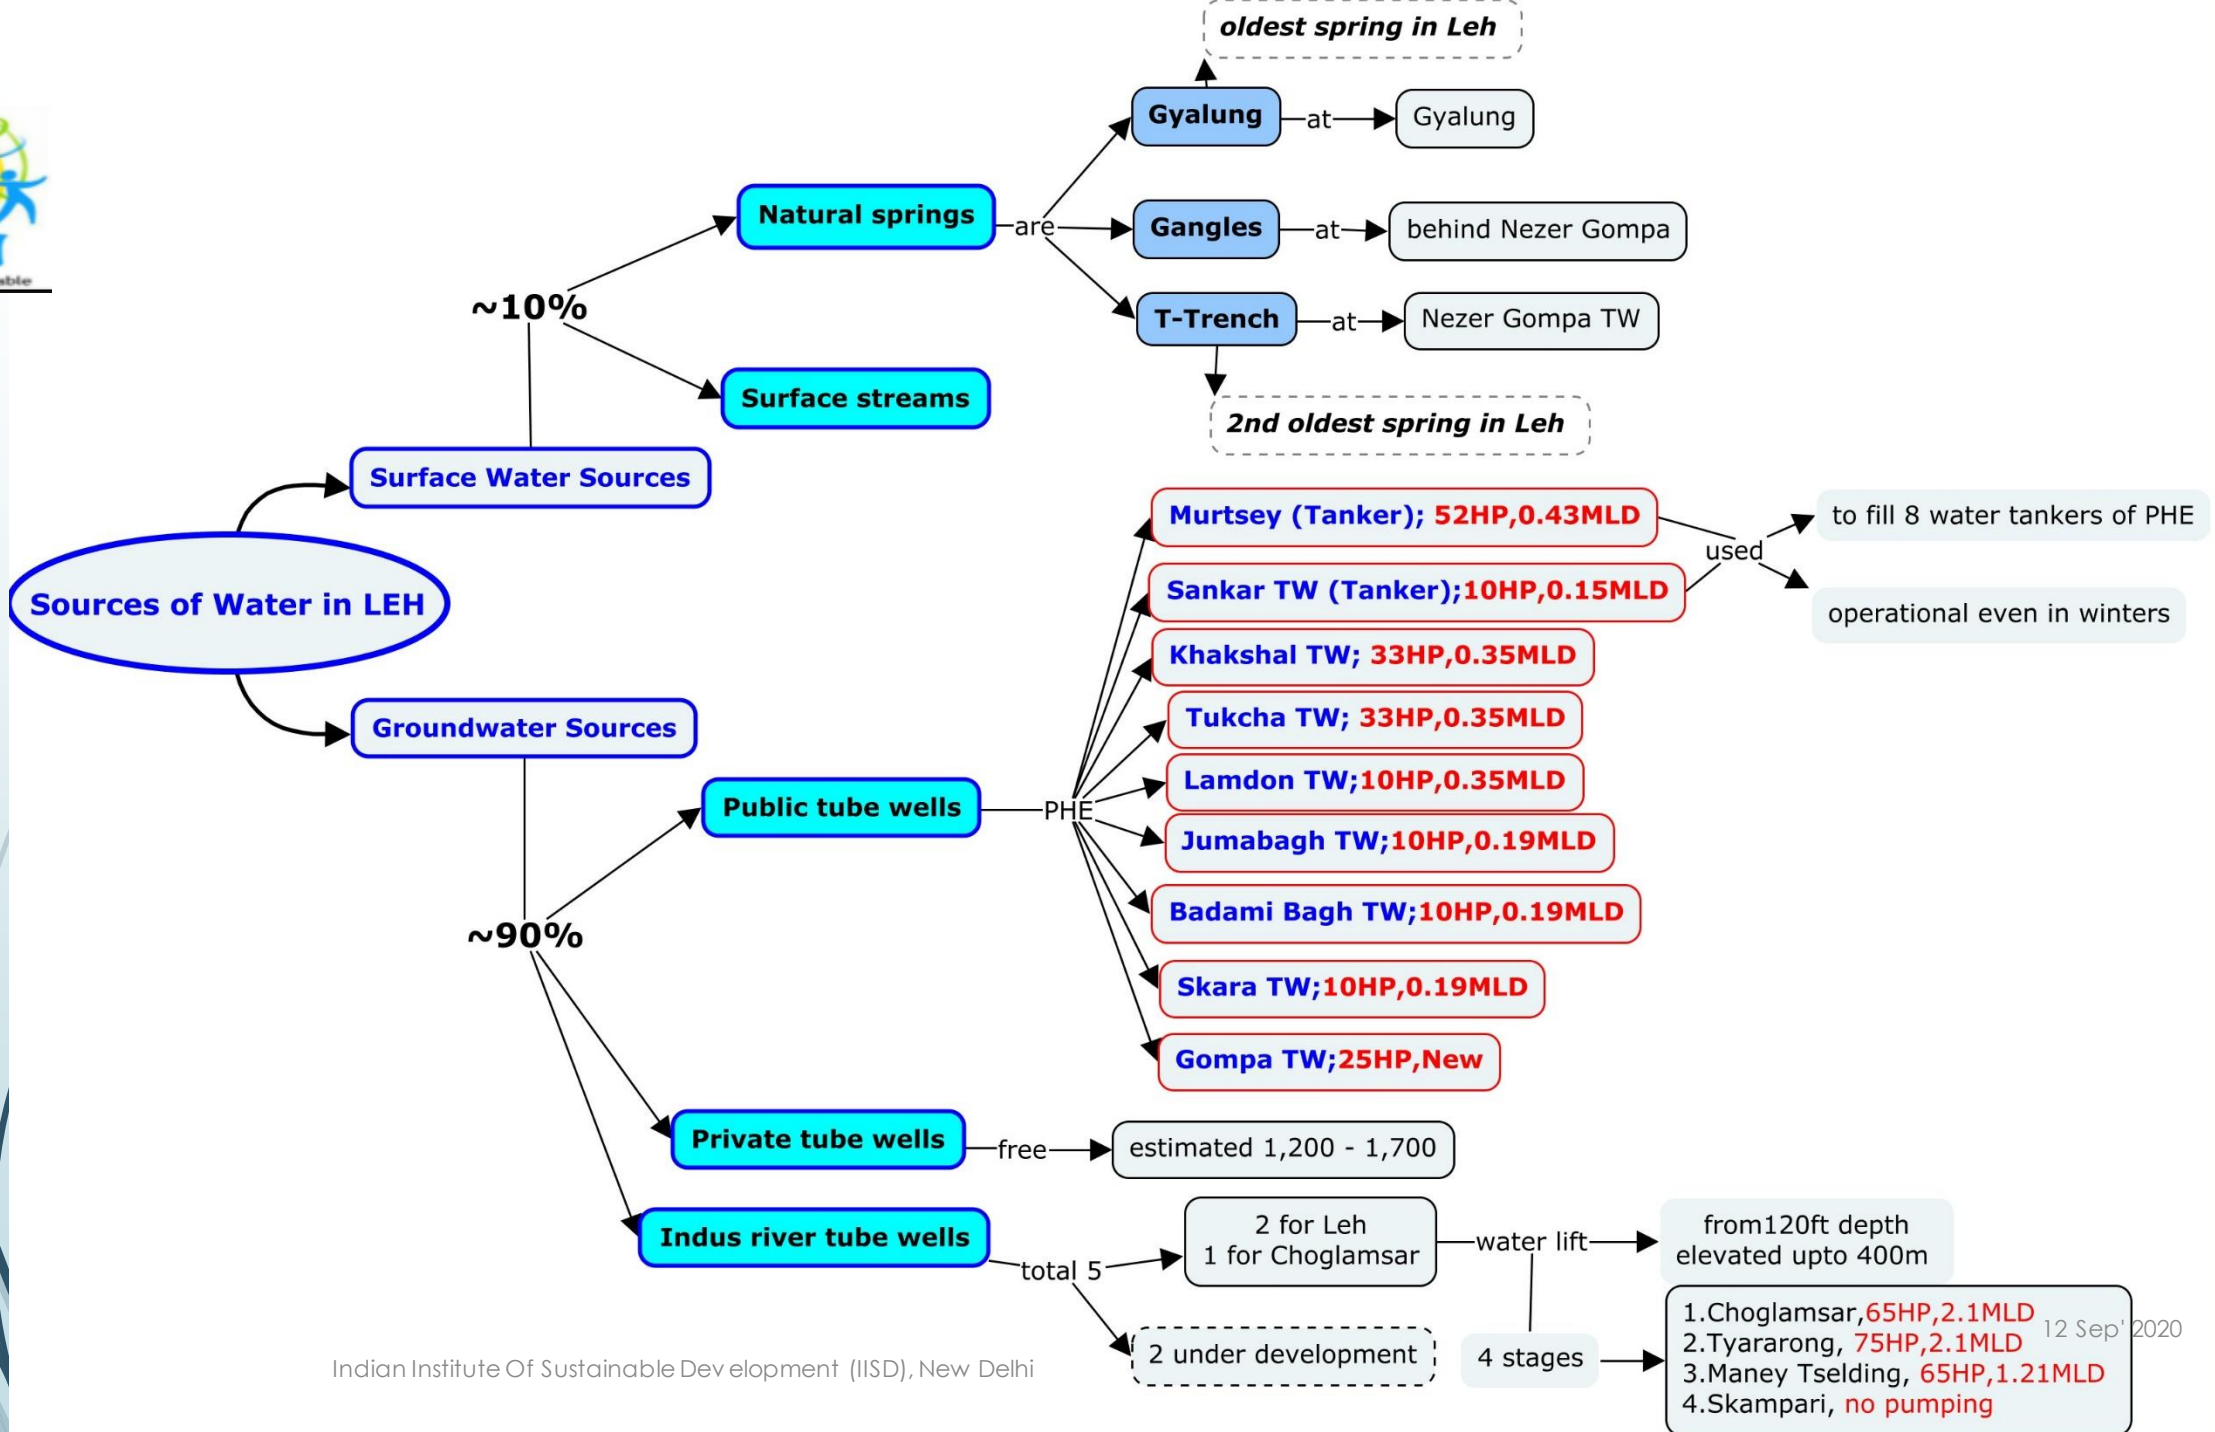 oldest spring in Leh
Gyalung
at
Gyalung
Natural springs
are
Gangles
at
behind Nezer Gompa
~10%
T-Trench
at
Nezer Gompa TW
Surface streams
2nd oldest spring in Leh
Surface Water Sources
Sources of Water in LEH
Groundwater Sources
~90%
Public tube wells
PHE
Murtsey (Tanker); 52HP,0.43MLD
Sankar TW (Tanker);10HP,0.15MLD
used
to fill 8 water tankers of PHE
operational even in winters
Khakshal TW; 33HP,0.35MLD
Tukcha TW; 33HP,0.35MLD
Lamdon TW;10HP,0.35MLD
Jumabagh TW;10HP,0.19MLD
Badami Bagh TW;10HP,0.19MLD
Skara TW;10HP,0.19MLD
Gompa TW;25HP,New
Private tube wells
free
estimated 1,200 - 1,700
Indus river tube wells
total 5
2 for Leh
1 for Choglamsar
water lift
from120ft depth
elevated upto 400m
2 under development
4 stages
1.Choglamsar,65HP,2.1MLD
2.Tyararong, 75HP,2.1MLD
3.Maney Tselding, 65HP,1.21MLD
4.Skampari, no pumping
12 Sep' 2020
Indian Institute Of Sustainable Development (IISD), New Delhi